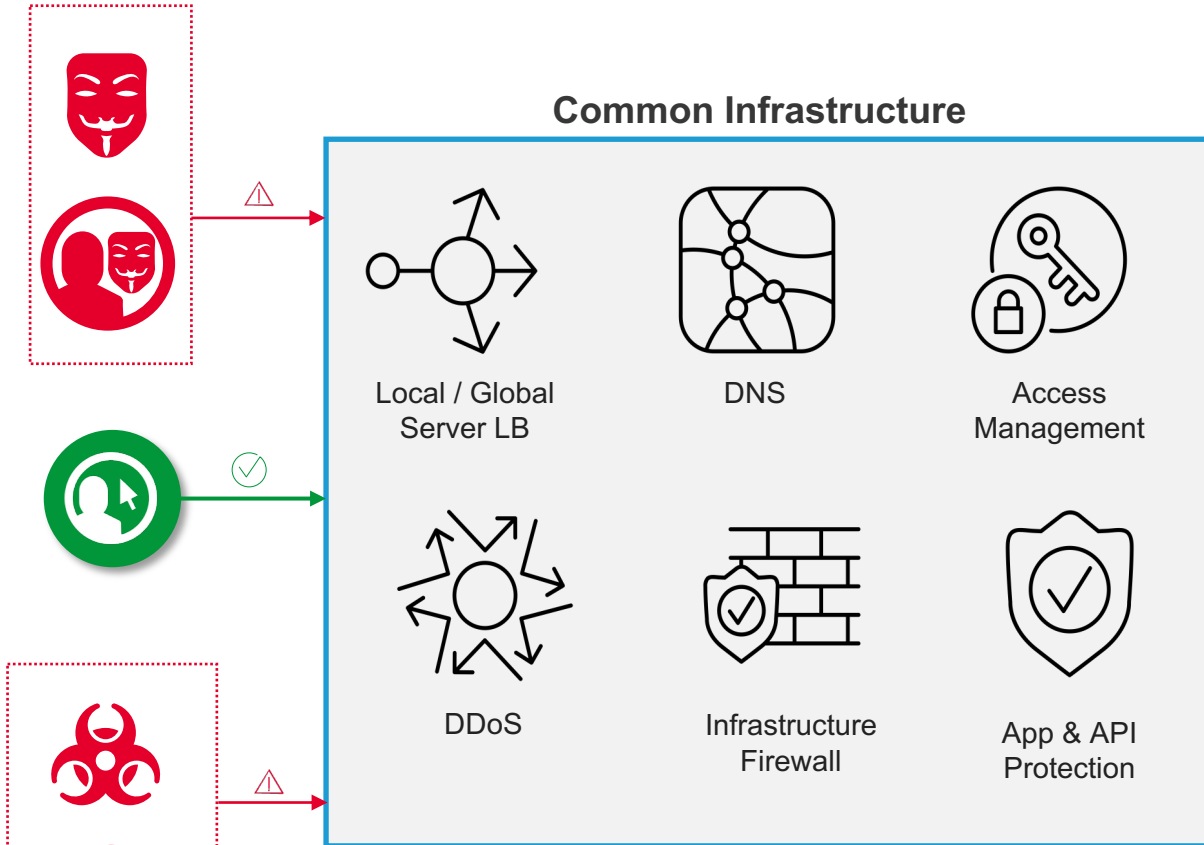 Common Infrastructure
Local / Global
Server LB
DNS
Access
Management
DDoS
Infrastructure
Firewall
App & API
Protection